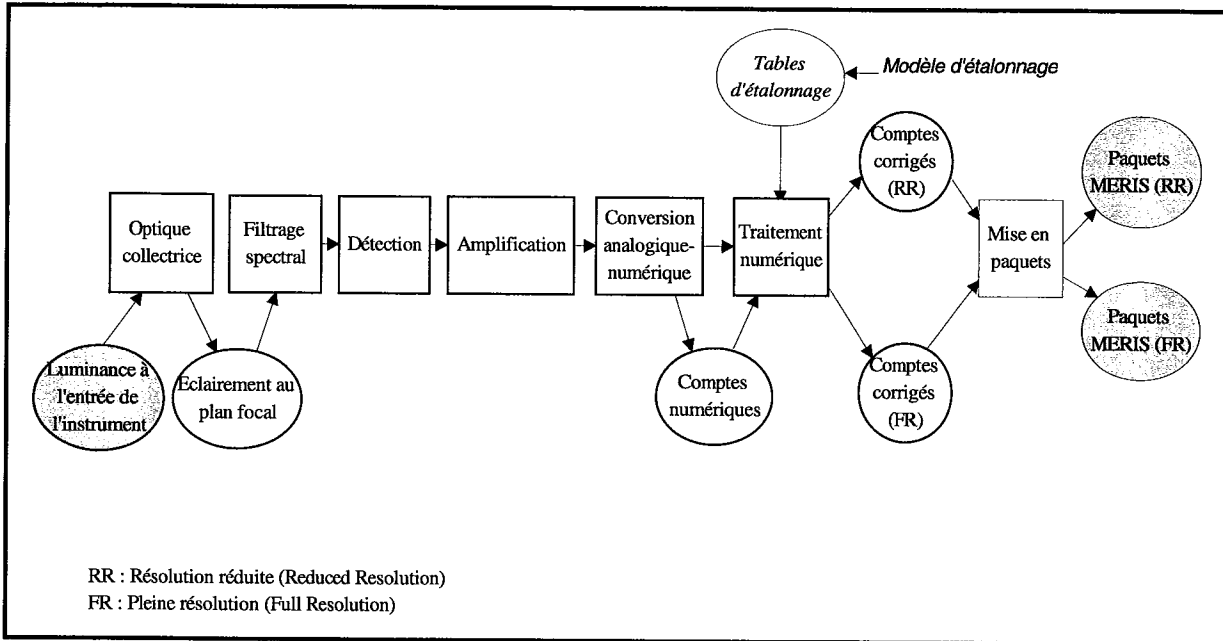 Tables
d'étalonnage
Modèle d'étalonnage
Comptes
corrigés
(RR)
Paquets
MERIS (RR)
Optique
collectrice
Filtrage
spectral
Détection
Amplification
Conversion
analogique-
numérique
Traitement
numérique
Mise en
paquets
Paquets
MERIS (FR)
Luminance à
l'entrée de
l'instrument
Eclairement au
plan focal
Comptes
numériques
Comptes
corrigés
(FR)
RR : Résolution réduite (Reduced Resolution)
FR : Pleine résolution (Full Resolution)